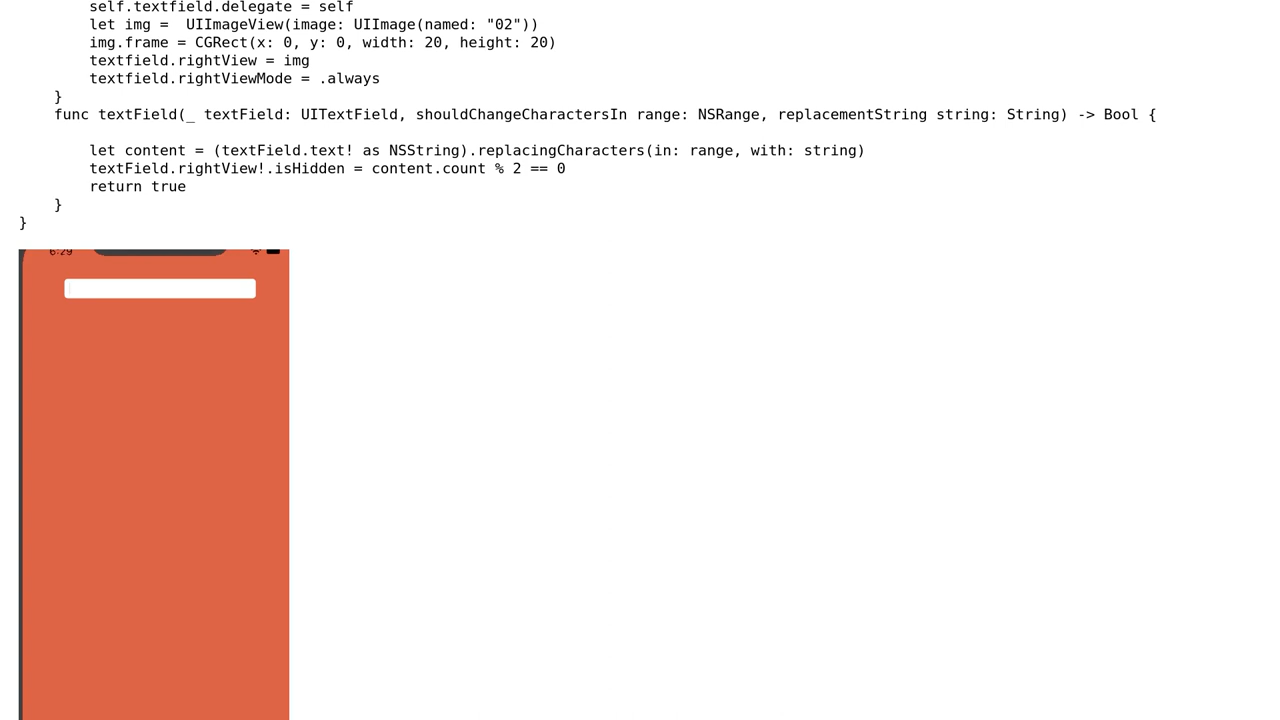 self.textfield.delegate = self
let img =  UIImageView(image: UIImage(named: "02"))
img.frame = CGRect(x: 0, y: 0, width: 20, height: 20)
textfield.rightView = img
textfield.rightViewMode = .always
}
func textField(_ textField: UITextField, shouldChangeCharactersIn range: NSRange, replacementString string: String) -> Bool {
let content = (textField.text! as NSString).replacingCharacters(in: range, with: string)
textField.rightView!.isHidden = content.count % 2 == 0
return true
}
}
6:29